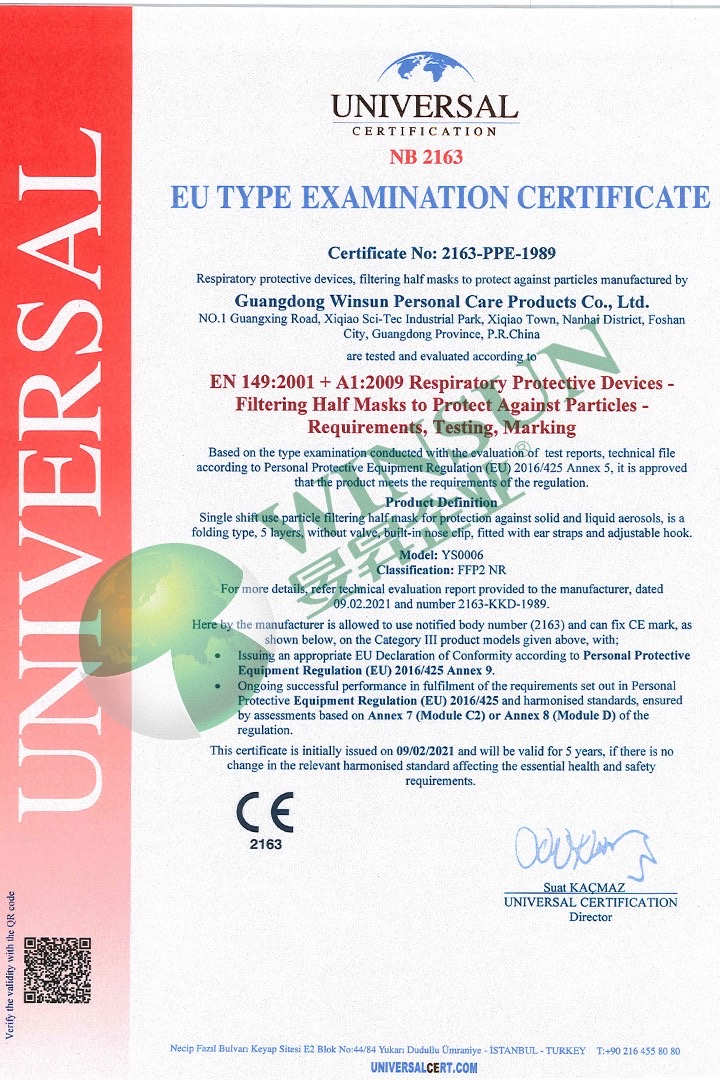 UNIVERSAL
UNIVERSAL
CERTIFICATION
NB 2163
EU TYPE EXAMINATION CERTIFICATE
Certificate No: 2163-PPE-1989
Respiratory protective devices, filtering half masks to protect against particles manufactured by
Guangdong Winsun Personal Care Products Co., Ltd.
NO.1 Guangxing Road, Xiqiao Sci-Tec Industrial Park, Xiqiao Town, Nanhai District, Foshan
City, Guangdong Province, P.R.China
are tested and evaluated according to
EN 149:2001 + A1:2009 Respiratory Protective Devices -
Filtering Half Masks to Protect Against Particles -
Requirements, Testing, Marking
Based on the type examination conducted with the evaluation of test reports, technical file
according to Personal Protective Equipment Regulation (EU) 2016/425 Annex 5, it is approved
that the product meets the requirements of the regulation.
Product Definition
Single shift use particle filtering half mask for protection against solid and liquid aerosols, is a
folding type, 5 layers, without valve, built-in nose clip, fitted with ear straps and adjustable hook.
Model: YS0006
Classification: FFP2 NR
For more details, refer technical evaluation report provided to the manufacturer, dated
09.02.2021 and number 2163-KKD-1989.
Here by the manufacturer is allowed to use notified body number (2163) and can fix CE mark, as
shown below, on the Category III product models given above, with;
• Issuing an appropriate EU Declaration of Conformity according to Personal Protective
Equipment Regulation (EU) 2016/425 Annex 9.
• Ongoing successful performance in fulfilment of the requirements set out in Personal
Protective Equipment Regulation (EU) 2016/425 and harmonised standards, ensured
by assessments based on Annex 7 (Module C2) or Annex 8 (Module D) of the
regulation.
This certificate is initially issued on 09/02/2021 and will be valid for 5 years, if there is no
change in the relevant harmonised standard affecting the essential health and safety
requirements.
CE
2163
Suat KAÇMAZ
UNIVERSAL CERTIFICATION
Director
Verify the validity with the QR code
Necip Fazıl Bulvarı Keyap Sitesi E2 Blok No:44/84 Yukarı Dudullu Ümraniye - İSTANBUL - TURKEY T:+90 216 455 80 80
UNIVERSALCERT.COM
WINSUN
昱昇企业®